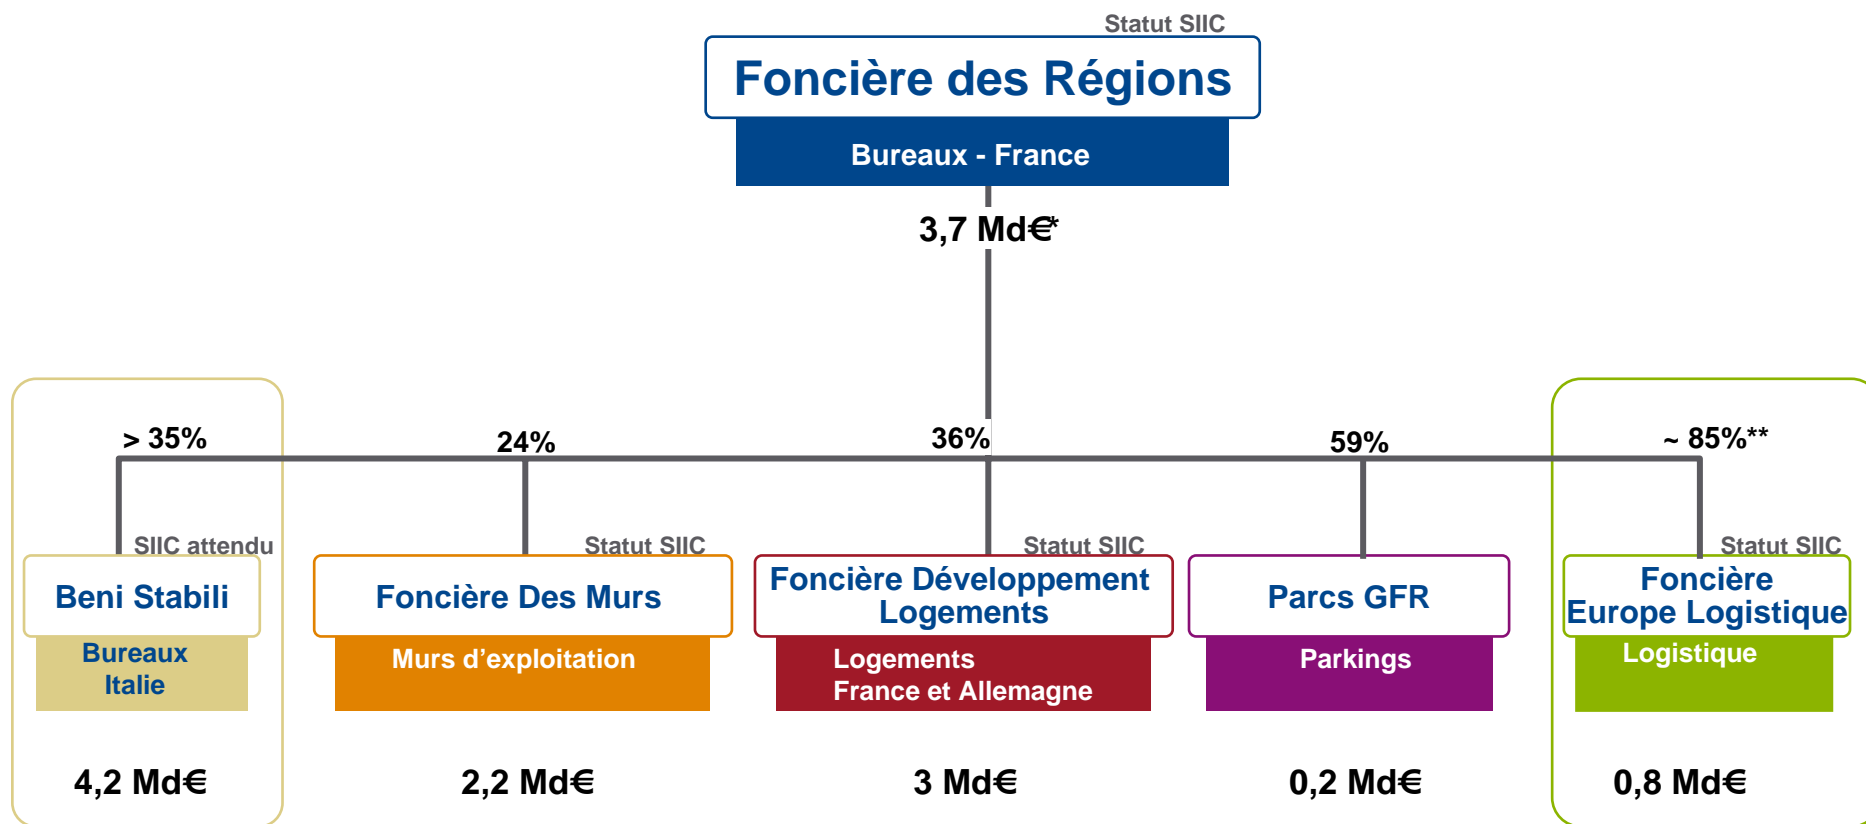 Statut SIIC
Foncière des Régions
Bureaux - France
3,7 Md€*
> 35%
24%
36%
59%
~ 85%**
SIIC attendu
Statut SIIC
Statut SIIC
Statut SIIC
Beni Stabili
Foncière Des Murs
Foncière Développement
Logements
Parcs GFR
Foncière
Europe Logistique
Bureaux
Italie
Murs d’exploitation
Logements
France et Allemagne
Parkings
Logistique
4,2 Md€
2,2 Md€
3 Md€
0,2 Md€
0,8 Md€